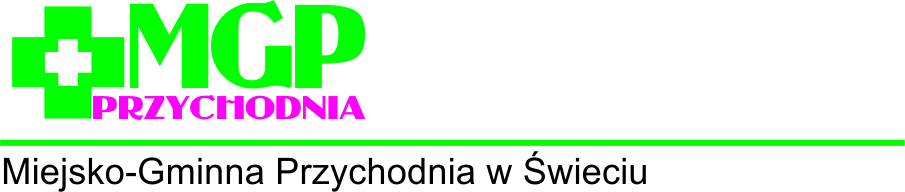 MGP
PRZYCHODNIA
Miejsko-Gminna Przychodnia w Świeciu